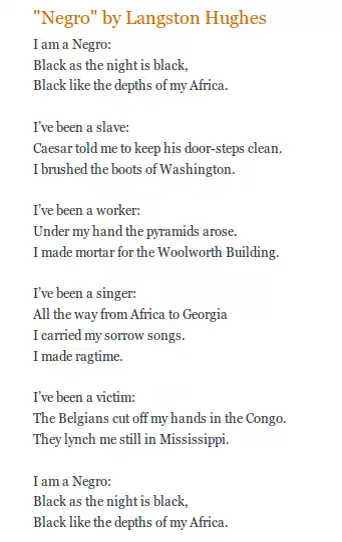 "Negro" by Langston Hughes
I am a Negro:
Black as the night is black,
Black like the depths of my Africa.
I've been a slave:
Caesar told me to keep his door-steps clean.
I brushed the boots of Washington.
I've been a worker:
Under my hand the pyramids arose.
I made mortar for the Woolworth Building.
I've been a singer:
All the way from Africa to Georgia
I carried my sorrow songs.
I made ragtime.
I've been a victim:
The Belgians cut off my hands in the Congo.
They lynch me still in Mississippi.
I am a Negro:
Black as the night is black,
Black like the depths of my Africa.